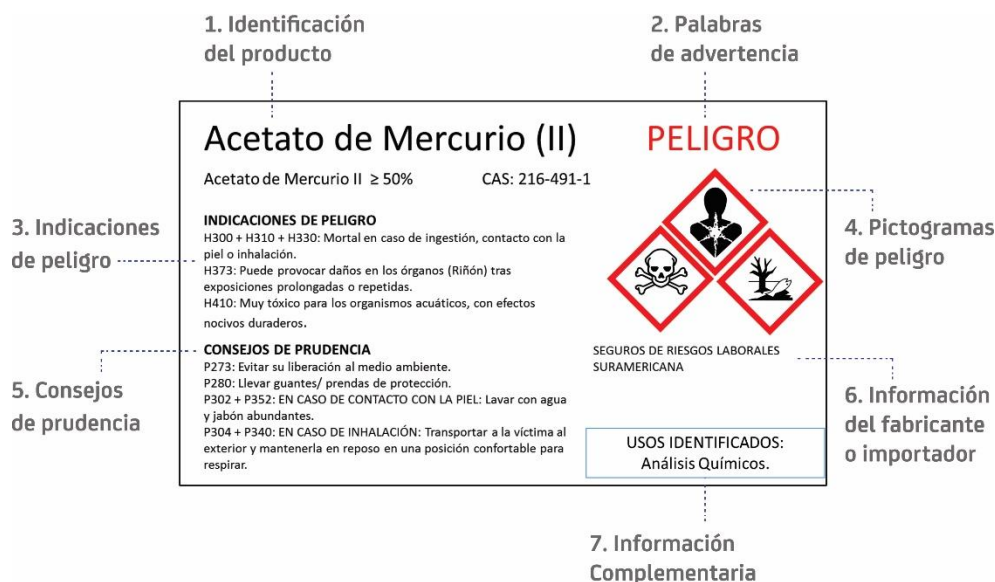 1. Identificación
del producto
2. Palabras
de advertencia
Acetato de Mercurio (II)
PELIGRO
Acetato de Mercurio II ≥ 50% CAS: 216-491-1
3. Indicaciones
de peligro
INDICACIONES DE PELIGRO
H300 + H310 + H330: Mortal en caso de ingestión, contacto con la
piel o inhalación.
H373: Puede provocar daños en los órganos (Riñón) tras
exposiciones prolongadas o repetidas.
H410: Muy tóxico para los organismos acuáticos, con efectos
nocivos duraderos.
4. Pictogramas
de peligro
5. Consejos
de prudencia
CONSEJOS DE PRUDENCIA
P273: Evitar su liberación al medio ambiente.
P280: Llevar guantes/ prendas de protección.
P302 + P352: EN CASO DE CONTACTO CON LA PIEL: Lavar con agua
y jabón abundantes.
P304 + P340: EN CASO DE INHALACIÓN: Transportar a la víctima al
exterior y mantenerla en reposo en una posición confortable para
respirar.
SEGUROS DE RIESGOS LABORALES
SURAMERICANA
6. Información
del fabricante
o importador
USOS IDENTIFICADOS:
Análisis Químicos.
7. Información
Complementaria